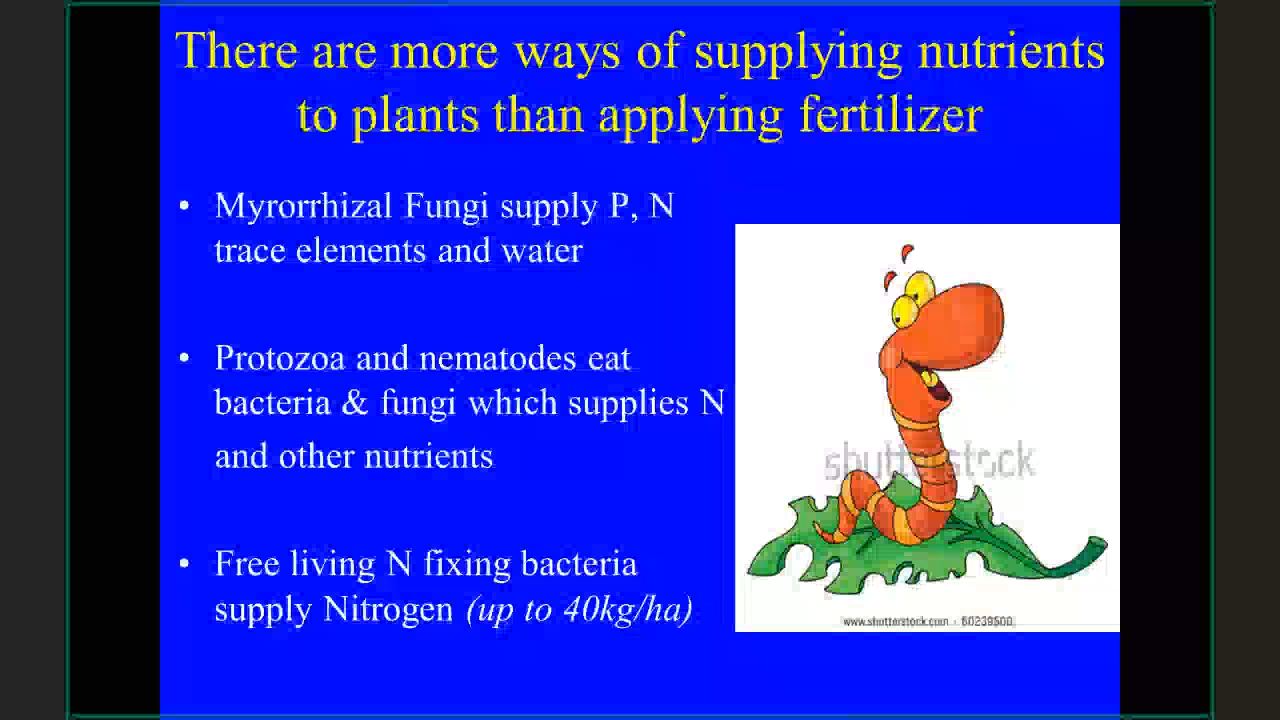 There are more ways of supplying nutrients
to plants than applying fertilizer
• Myrorrhizal Fungi supply P, N
trace elements and water
• Protozoa and nematodes eat
bacteria & fungi which supplies N
and other nutrients
• Free living N fixing bacteria
supply Nitrogen (up to 40kg/ha)
shutterstock
www.shutterstock.com · 60239500